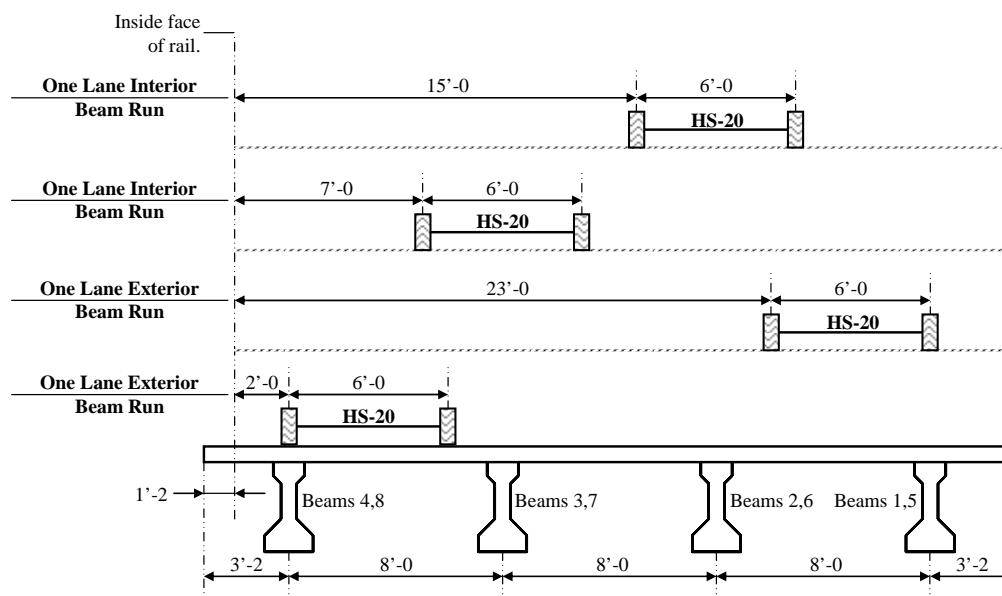 Inside face
of rail.
One Lane Interior
Beam Run
15’-0
6’-0
HS-20
One Lane Interior
Beam Run
7’-0
6’-0
HS-20
One Lane Exterior
Beam Run
23’-0
6’-0
HS-20
One Lane Exterior
Beam Run
2’-0
6’-0
HS-20
1’-2
Beams 4,8
Beams 3,7
Beams 2,6
Beams 1,5
3’-2
8’-0
8’-0
8’-0
3’-2